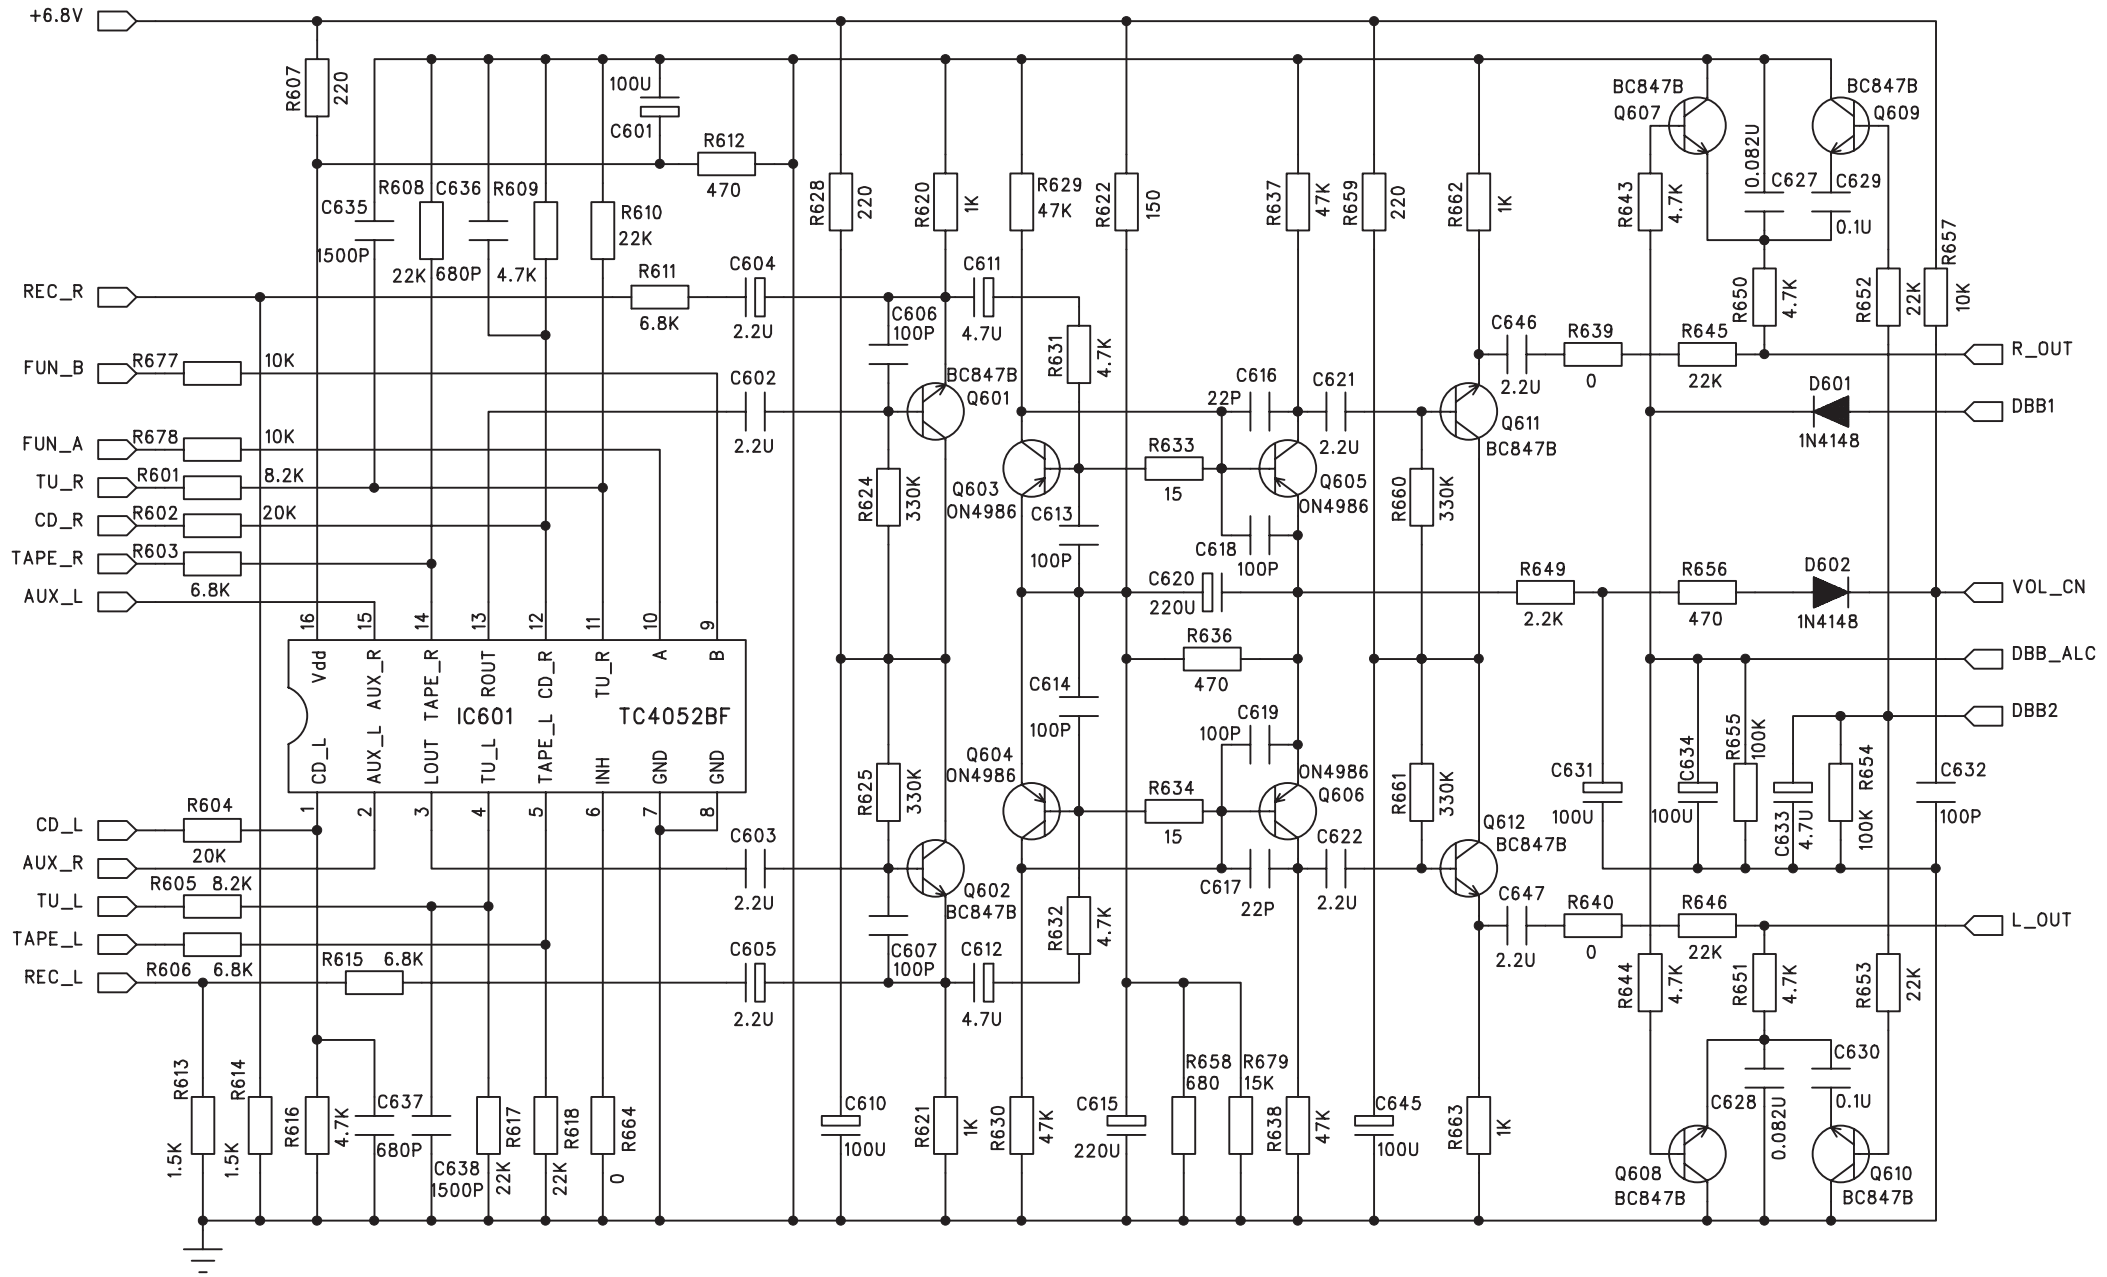 +6.8V
R607
220
100U
C601
R612
470
C635
1500P
R608
22K
C636
680P
R609
4.7K
R610
22K
R628
220
R620
1K
R629
47K
R622
150
R637
47K
R659
220
R662
1K
BC847B
Q607
BC847B
Q609
R643
4.7K
0.082U
C627
C629
0.1U
R657
10K
R650
4.7K
R652
22K
REC_R
R611
6.8K
C604
2.2U
C606
100P
C611
4.7U
R631
4.7K
FUN_B
R677
10K
C602
2.2U
BC847B
Q601
C616
22P
C621
2.2U
C646
2.2U
R639
0
R645
22K
R_OUT
D601
1N4148
DBB1
Q611
BC847B
FUN_A
R678
10K
TU_R
R601
8.2K
CD_R
R602
20K
TAPE_R
R603
6.8K
AUX_L
R624
330K
Q603
ON4986
C613
100P
R633
15
Q605
ON4986
R660
330K
C618
100P
C620
220U
R649
2.2K
R656
470
D602
1N4148
VOL_CN
16
15
14
13
12
11
10
9
Vdd
AUX_R
TAPE_R
ROUT
CD_R
TU_R
A
B
IC601
TC4052BF
CD_L
AUX_L
LOUT
TU_L
TAPE_L
INH
GND
GND
1
2
3
4
5
6
7
8
R636
470
DBB_ALC
DBB2
C614
100P
C619
100P
Q604
ON4986
ON4986
Q606
R625
330K
R634
15
R661
330K
C631
100U
C634
100U
R655
100K
C633
4.7U
R654
100K
C632
100P
CD_L
R604
20K
AUX_R
R605
8.2K
TU_L
TAPE_L
R606
6.8K
REC_L
R615
6.8K
C603
2.2U
Q602
BC847B
C617
22P
C622
2.2U
Q612
BC847B
C605
2.2U
C607
100P
C612
4.7U
R632
4.7K
C647
2.2U
R640
0
R646
22K
L_OUT
R644
4.7K
R651
4.7K
R653
22K
R613
1.5K
R614
1.5K
R616
4.7K
C637
680P
C638
1500P
R617
22K
R618
22K
R664
0
C610
100U
R621
1K
R630
47K
C615
220U
R658
680
R679
15K
R638
47K
C645
100U
R663
1K
C628
0.082U
C630
0.1U
Q608
BC847B
Q610
BC847B